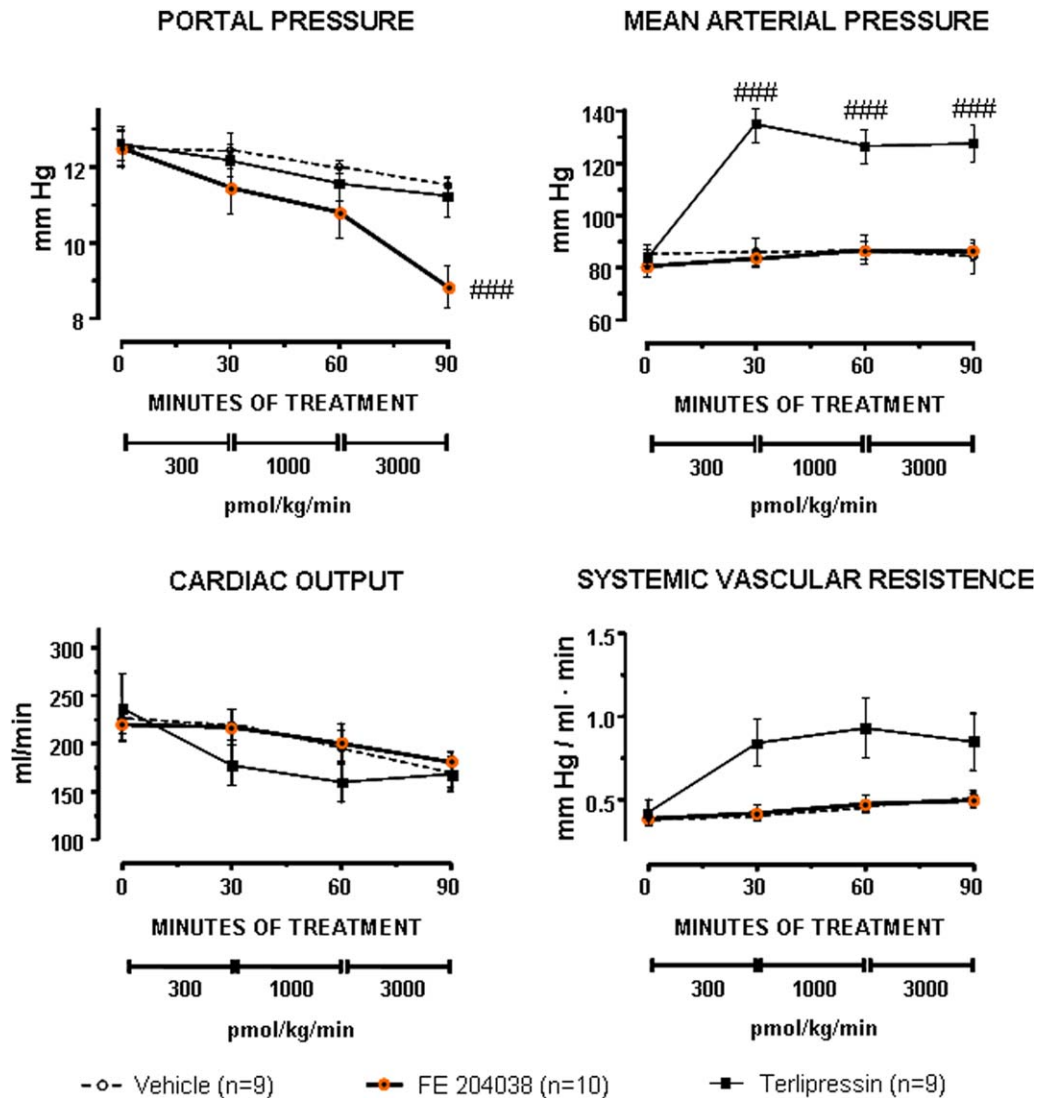 PORTAL PRESSURE
mm Hg
12
10
8
###
0 30 60 90
MINUTES OF TREATMENT
300 1000 3000
pmol/kg/min
MEAN ARTERIAL PRESSURE
mm Hg
140
120
100
80
60
### ### ###
0 30 60 90
MINUTES OF TREATMENT
300 1000 3000
pmol/kg/min
CARDIAC OUTPUT
ml/min
300
250
200
150
100
0 30 60 90
MINUTES OF TREATMENT
300 1000 3000
pmol/kg/min
SYSTEMIC VASCULAR RESISTENCE
mm Hg / ml · min
1.5
1.0
0.5
0 30 60 90
MINUTES OF TREATMENT
300 1000 3000
pmol/kg/min
Vehicle (n=9) FE 204038 (n=10) Terlipressin (n=9)